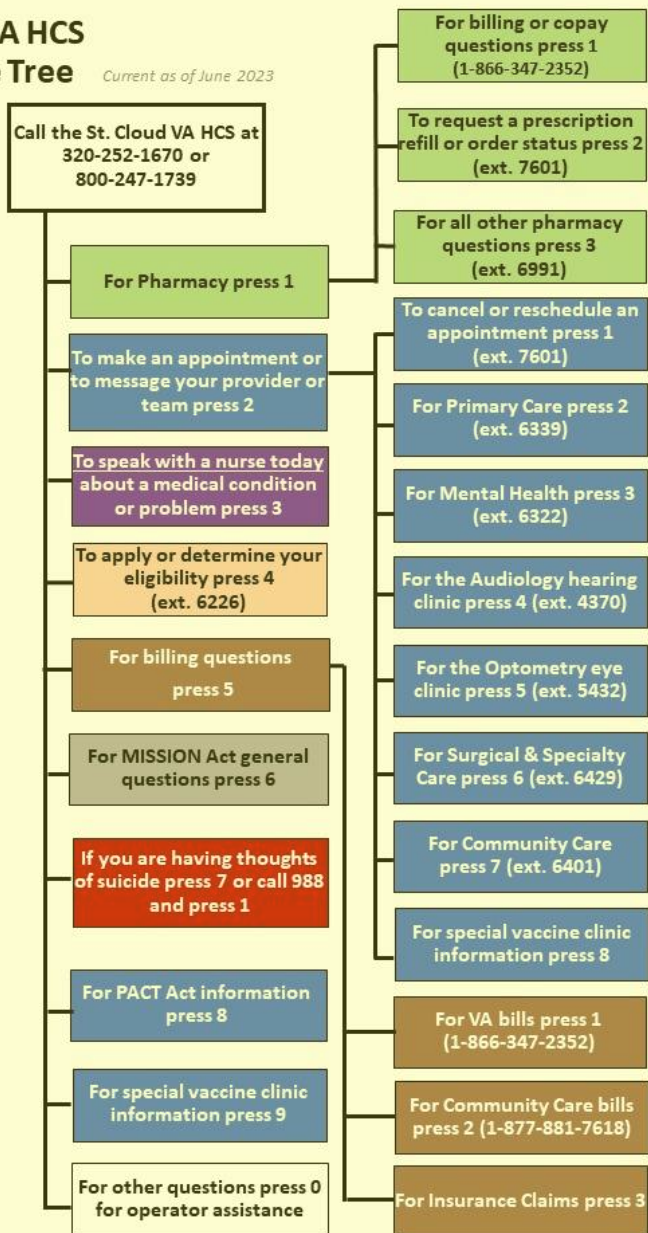 A HCS
Tree
Current as of June 2023
Call the St. Cloud VA HCS at
320-252-1670 or
800-247-1739
For Pharmacy press 1
For billing or copay
questions press 1
(1-866-347-2352)
To request a prescription
refill or order status press 2
(ext. 7601)
For all other pharmacy
questions press 3
(ext. 6991)
To make an appointment or
to message your provider or
team press 2
To cancel or reschedule an
appointment press 1
(ext. 7601)
For Primary Care press 2
(ext. 6339)
For Mental Health press 3
(ext. 6322)
For the Audiology hearing
clinic press 4 (ext. 4370)
For the Optometry eye
clinic press 5 (ext. 5432)
For Surgical & Specialty
Care press 6 (ext. 6429)
For Community Care
press 7 (ext. 6401)
For special vaccine clinic
information press 8
To speak with a nurse today
about a medical condition
or problem press 3
To apply or determine your
eligibility press 4
(ext. 6226)
For billing questions
press 5
For VA bills press 1
(1-866-347-2352)
For Community Care bills
press 2 (1-877-881-7618)
For Insurance Claims press 3
For MISSION Act general
questions press 6
If you are having thoughts
of suicide press 7 or call 988
and press 1
For PACT Act information
press 8
For special vaccine clinic
information press 9
For other questions press 0
for operator assistance